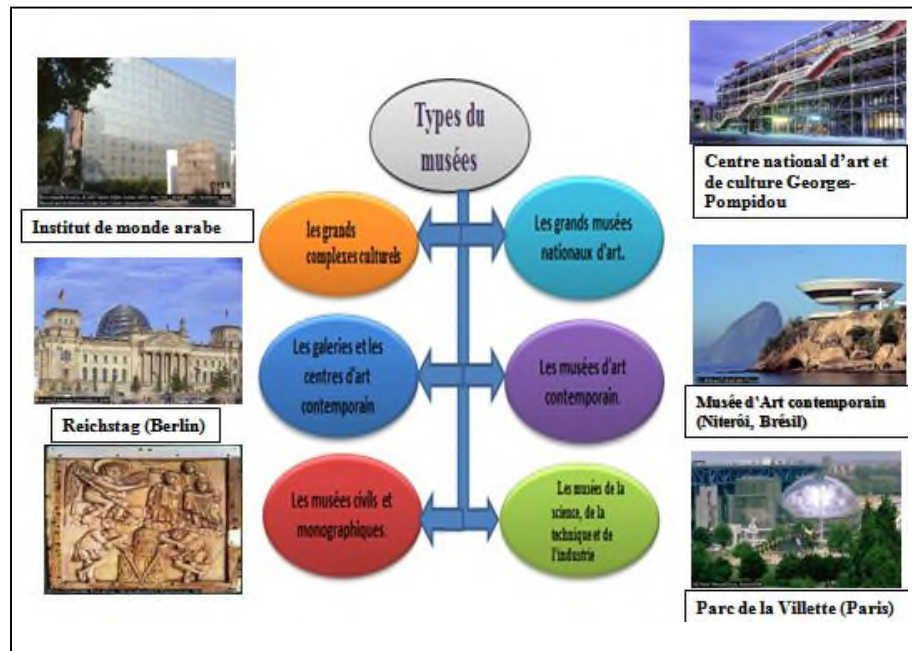 Types du
musées
Institut de monde arabe
Centre national d'art et
de culture Georges-
Pompidou
les grands
complexes culturels
Les grands musées
nationaux d'art.
Reichstag (Berlin)
Les galeries et les
centres d'art
contemporain
Les musées d'art
contemporain.
Musée d'Art contemporain
(Niterôi, Brésil)
Les musées civils et
monographiques.
Les musées de la
science, de la
technique et de
l'industrie
Parc de la Villette (Paris)